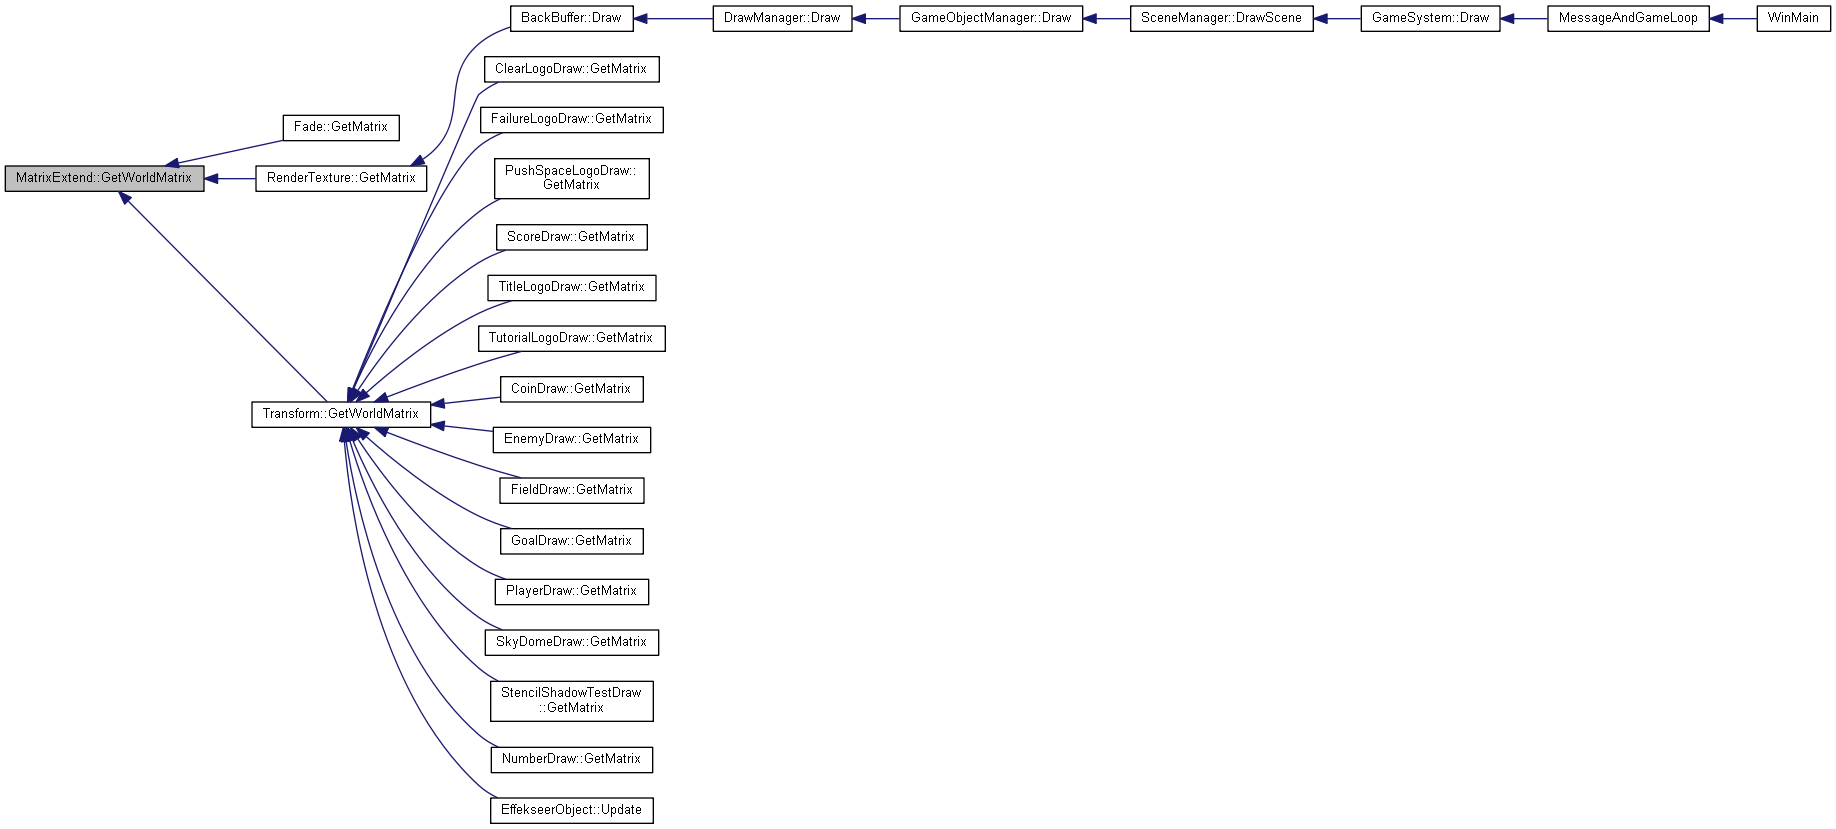 BackBuffer::Draw
DrawManager::Draw
GameObjectManager::Draw
SceneManager::DrawScene
GameSystem::Draw
MessageAndGameLoop
WinMain
ClearLogoDraw::GetMatrix
FailureLogoDraw::GetMatrix
Fade::GetMatrix
MatrixExtend::GetWorldMatrix
RenderTexture::GetMatrix
PushSpaceLogoDraw::
GetMatrix
ScoreDraw::GetMatrix
TitleLogoDraw::GetMatrix
TutorialLogoDraw::GetMatrix
CoinDraw::GetMatrix
Transform::GetWorldMatrix
EnemyDraw::GetMatrix
FieldDraw::GetMatrix
GoalDraw::GetMatrix
PlayerDraw::GetMatrix
SkyDomeDraw::GetMatrix
StencilShadowTestDraw
::GetMatrix
NumberDraw::GetMatrix
EffekseerObject::Update